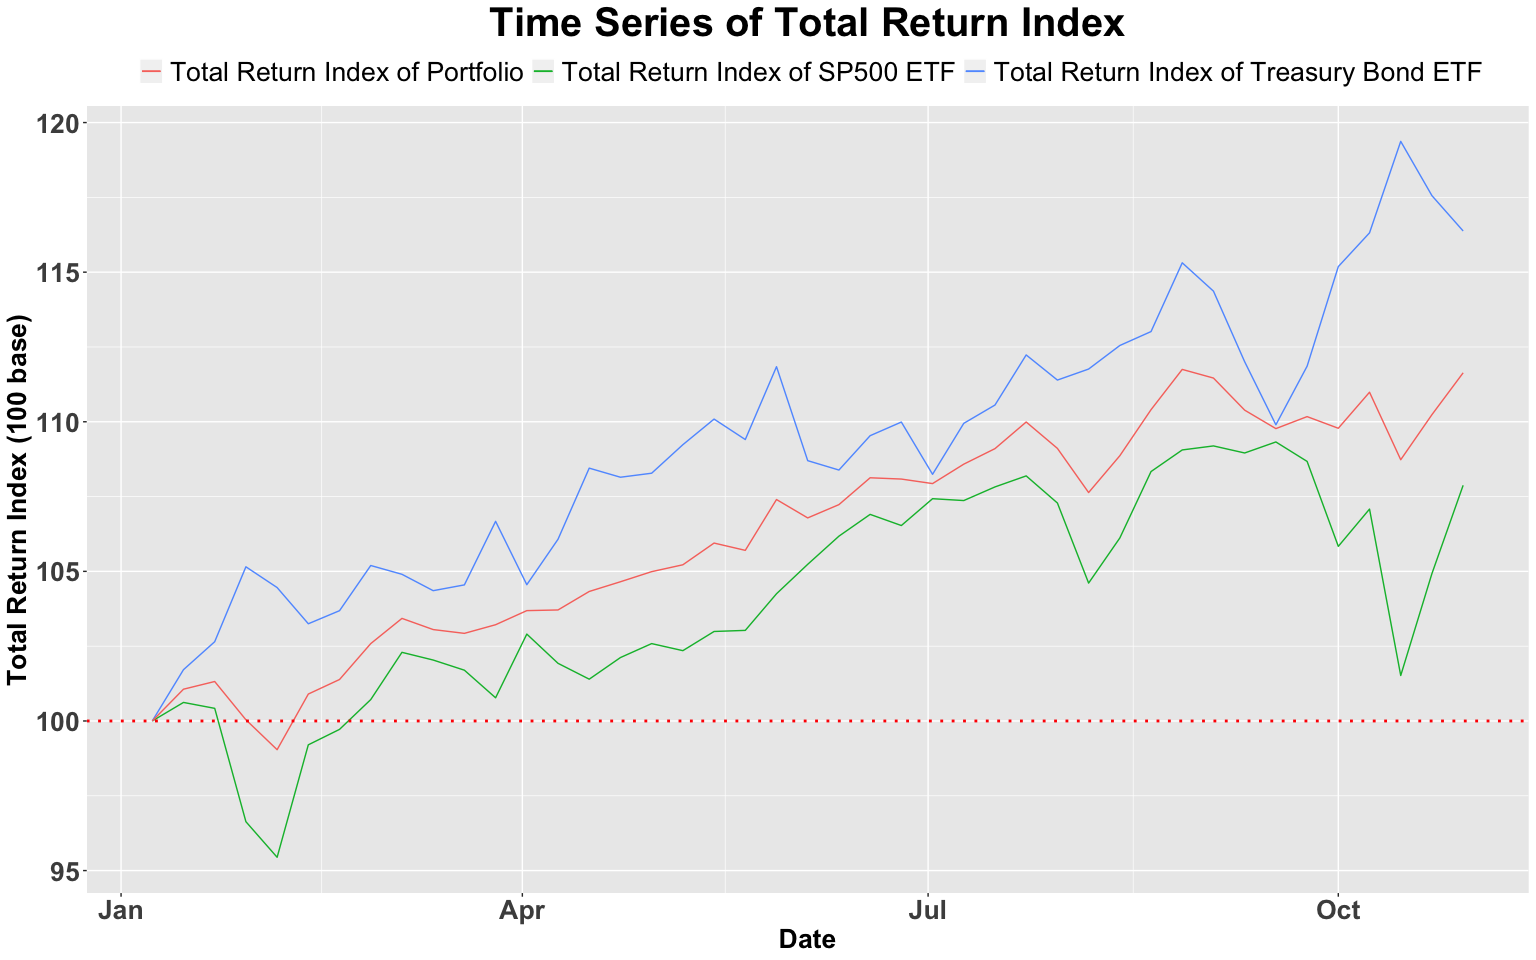 Time Series of Total Return Index
Total Return Index of Portfolio Total Return Index of SP500 ETF Total Return Index of Treasury Bond ETF
Total Return Index (100 base)
120
115
110
105
100
95
Jan Apr Jul Oct
Date